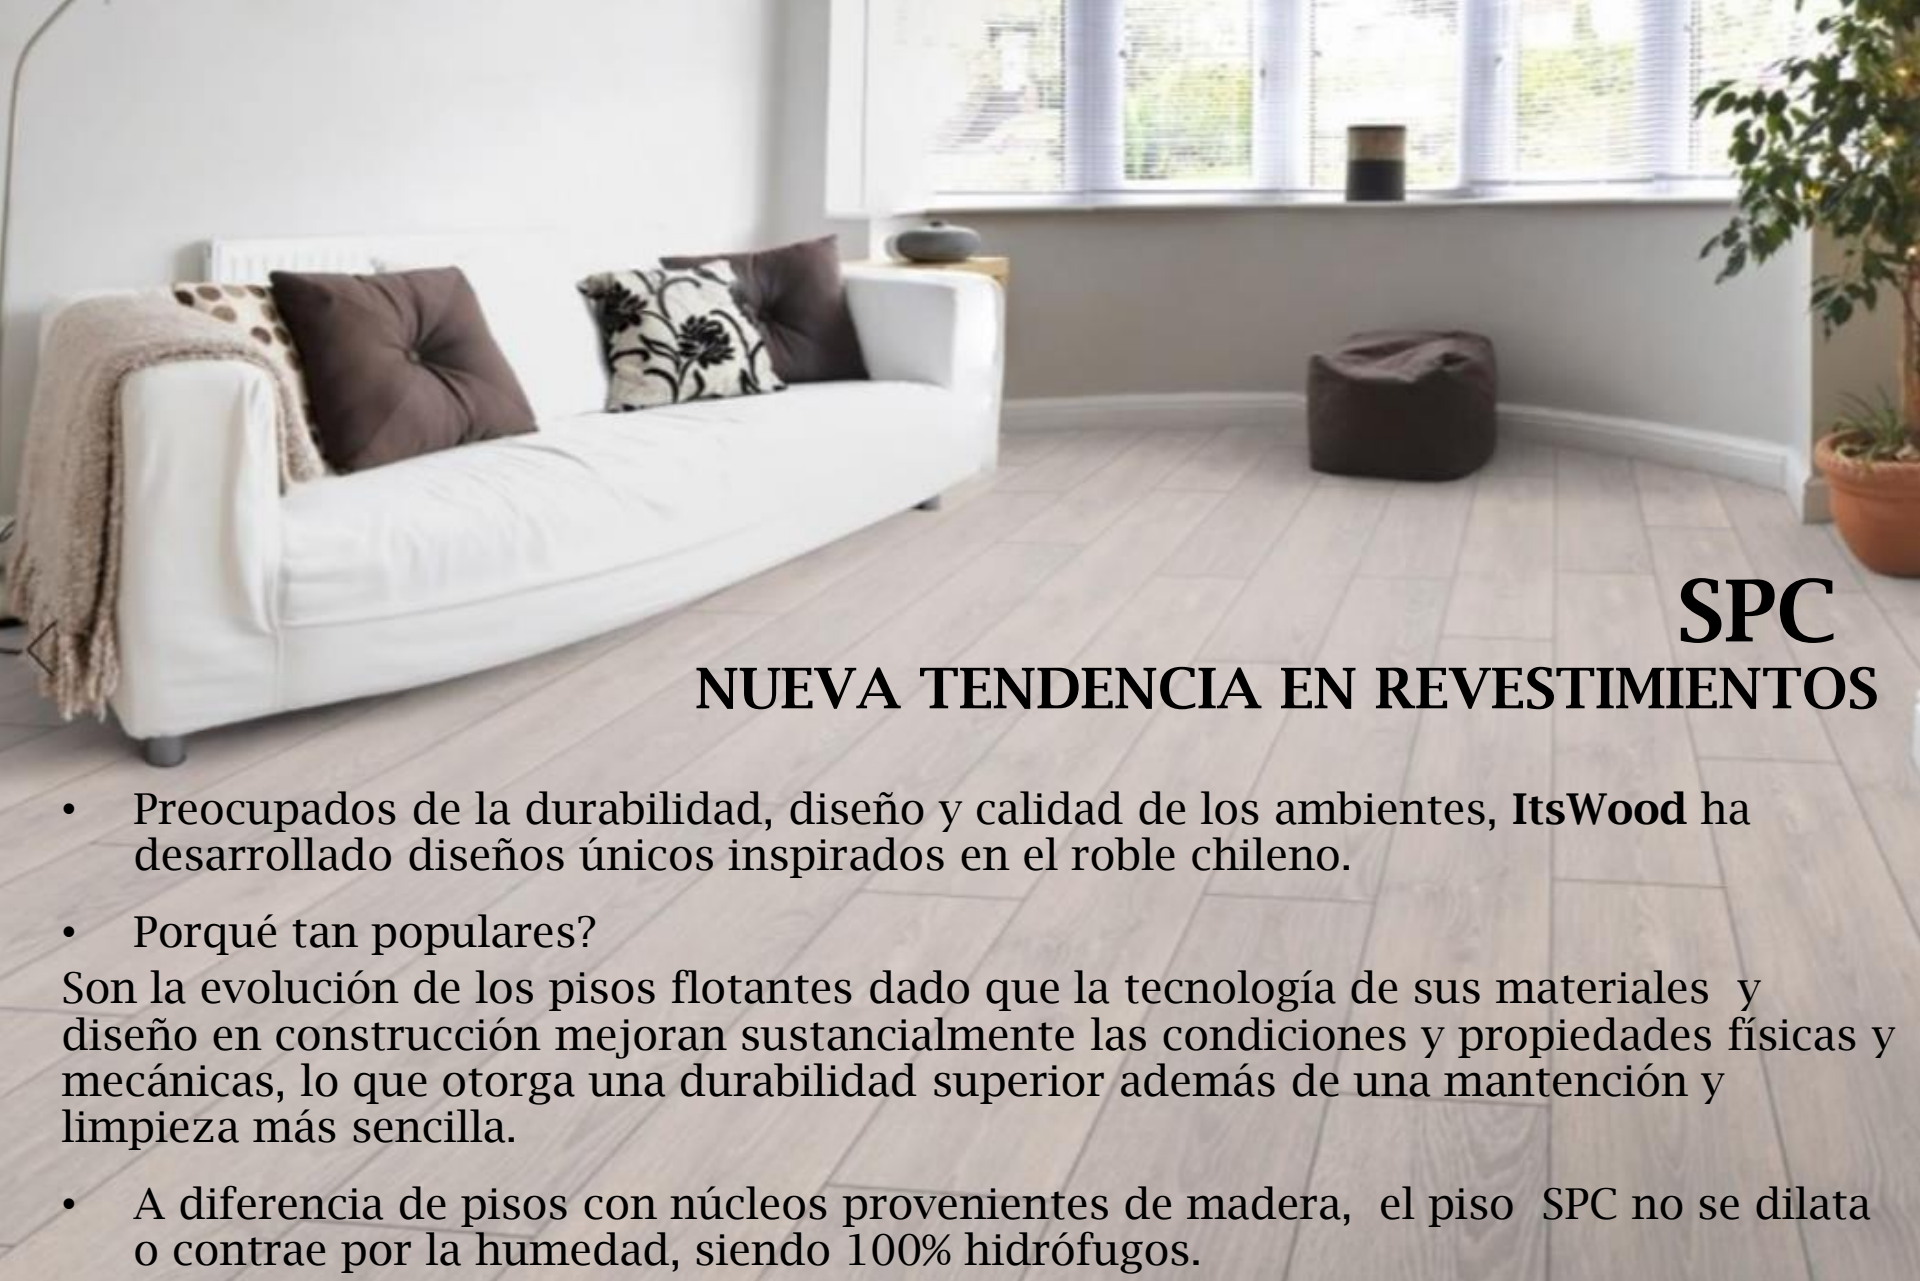 SPC
NUEVA TENDENCIA EN REVESTIMIENTOS
• Preocupados de la durabilidad, diseño y calidad de los ambientes, ItsWood ha
desarrollado diseños únicos inspirados en el roble chileno.
• Porqué tan populares?
Son la evolución de los pisos flotantes dado que la tecnología de sus materiales y
diseño en construcción mejoran sustancialmente las condiciones y propiedades físicas y
mecánicas, lo que otorga una durabilidad superior además de una mantención y
limpieza más sencilla.
• A diferencia de pisos con núcleos provenientes de madera, el piso SPC no se dilata
o contrae por la humedad, siendo 100% hidrófugos.